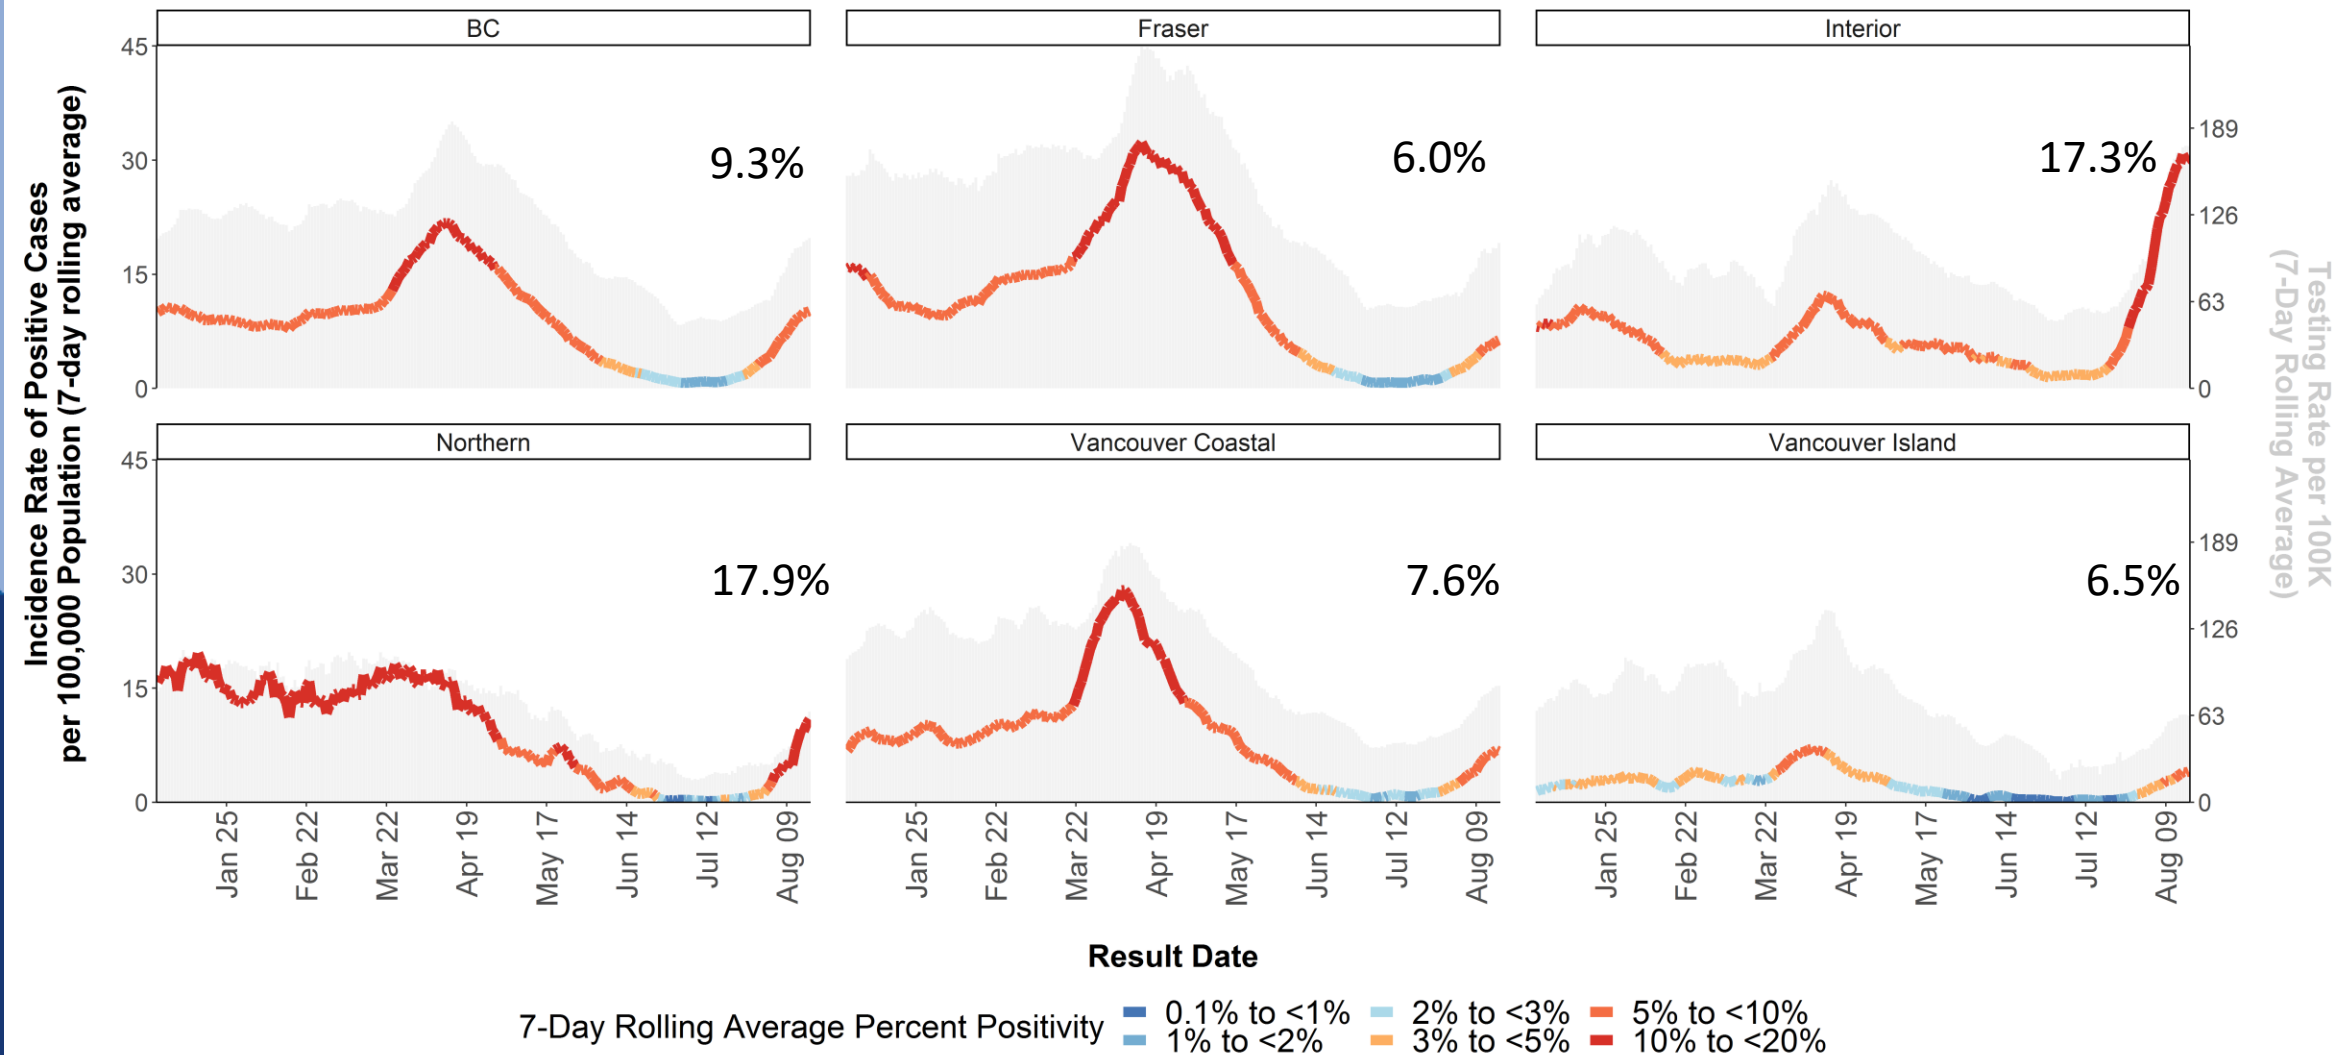 BC
Fraser
Interior
45
30
15
0
9.3%
6.0%
17.3%
189
126
63
0
Northern
Vancouver Coastal
Vancouver Island
45
30
15
0
17.9%
7.6%
6.5%
189
126
63
0
Incidence Rate of Positive Cases
per 100,000 Population (7-day rolling average)
Testing Rate per 100K
(7-Day Rolling Average)
Jan 25 Feb 22 Mar 22 Apr 19 May 17 Jun 14 Jul 12 Aug 09
Jan 25 Feb 22 Mar 22 Apr 19 May 17 Jun 14 Jul 12 Aug 09
Jan 25 Feb 22 Mar 22 Apr 19 May 17 Jun 14 Jul 12 Aug 09
Result Date
7-Day Rolling Average Percent Positivity
0.1% to <1% 2% to <3% 5% to <10%
1% to <2% 3% to <5% 10% to <20%